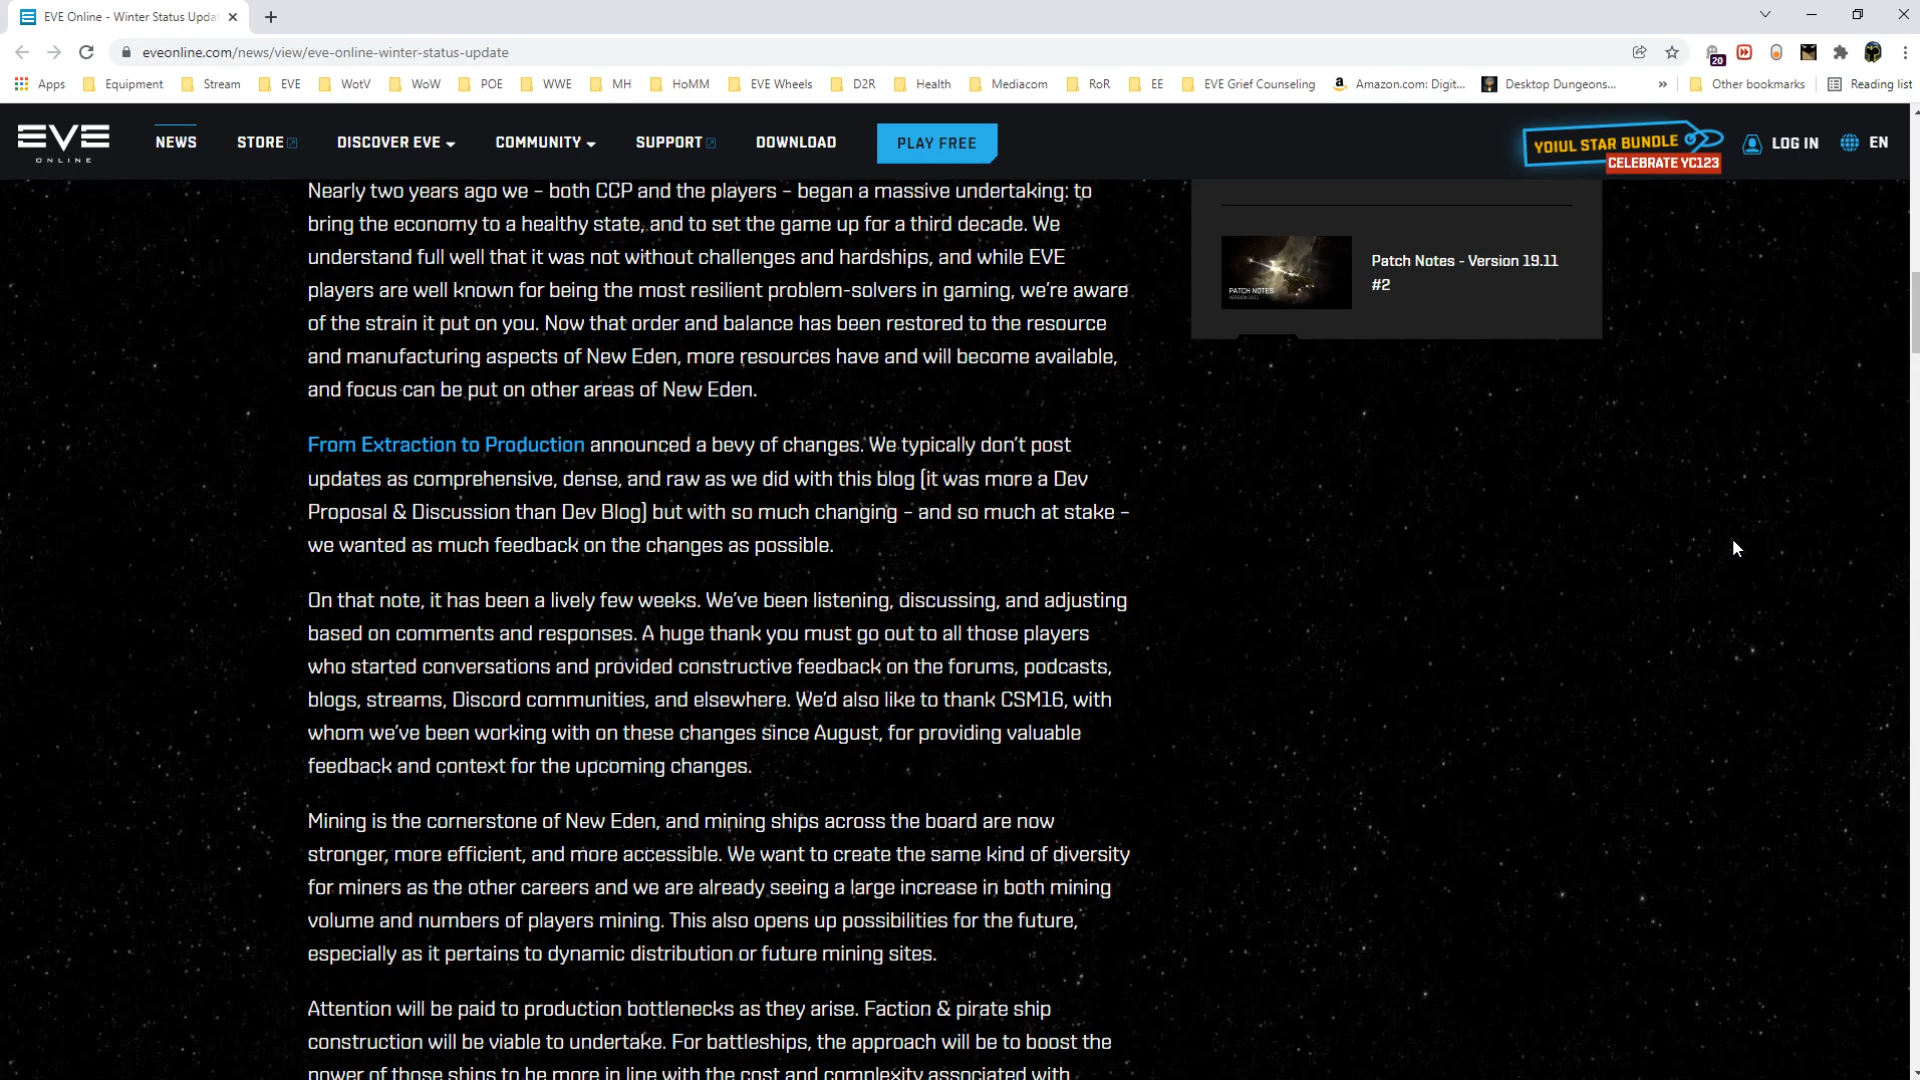 EVE Online - Winter Status Upda
eveonline.com/news/view/eve-online-winter-status-update
20
Apps Equipment Stream EVE WotV WoW POE WWE MH HoMM EVE Wheels D2R Health Mediacom RoR EE EVE Grief Counseling Amazon.com: Digit... Desktop Dungeons... » Other bookmarks Reading list
EVE
ONLINE
NEWS STORE DISCOVER EVE COMMUNITY SUPPORT DOWNLOAD PLAY FREE
YOIUL STAR BUNDLE
CELEBRATE YC123
LOG IN EN
Nearly two years ago we – both CCP and the players – began a massive undertaking: to
bring the economy to a healthy state, and to set the game up for a third decade. We
understand full well that it was not without challenges and hardships, and while EVE
players are well known for being the most resilient problem-solvers in gaming, we're aware
of the strain it put on you. Now that order and balance has been restored to the resource
and manufacturing aspects of New Eden, more resources have and will become available,
and focus can be put on other areas of New Eden.
From Extraction to Production announced a bevy of changes. We typically don't post
updates as comprehensive, dense, and raw as we did with this blog (it was more a Dev
Proposal & Discussion than Dev Blog) but with so much changing – and so much at stake –
we wanted as much feedback on the changes as possible.
On that note, it has been a lively few weeks. We've been listening, discussing, and adjusting
based on comments and responses. A huge thank you must go out to all those players
who started conversations and provided constructive feedback on the forums, podcasts,
blogs, streams, Discord communities, and elsewhere. We'd also like to thank CSM16, with
whom we've been working with on these changes since August, for providing valuable
feedback and context for the upcoming changes.
Mining is the cornerstone of New Eden, and mining ships across the board are now
stronger, more efficient, and more accessible. We want to create the same kind of diversity
for miners as the other careers and we are already seeing a large increase in both mining
volume and numbers of players mining. This also opens up possibilities for the future,
especially as it pertains to dynamic distribution or future mining sites.
Attention will be paid to production bottlenecks as they arise. Faction & pirate ship
construction will be viable to undertake. For battleships, the approach will be to boost the
power of those ships to be more in line with the cost and complexity associated with
PATCH NOTES
Patch Notes - Version 19.11
#2